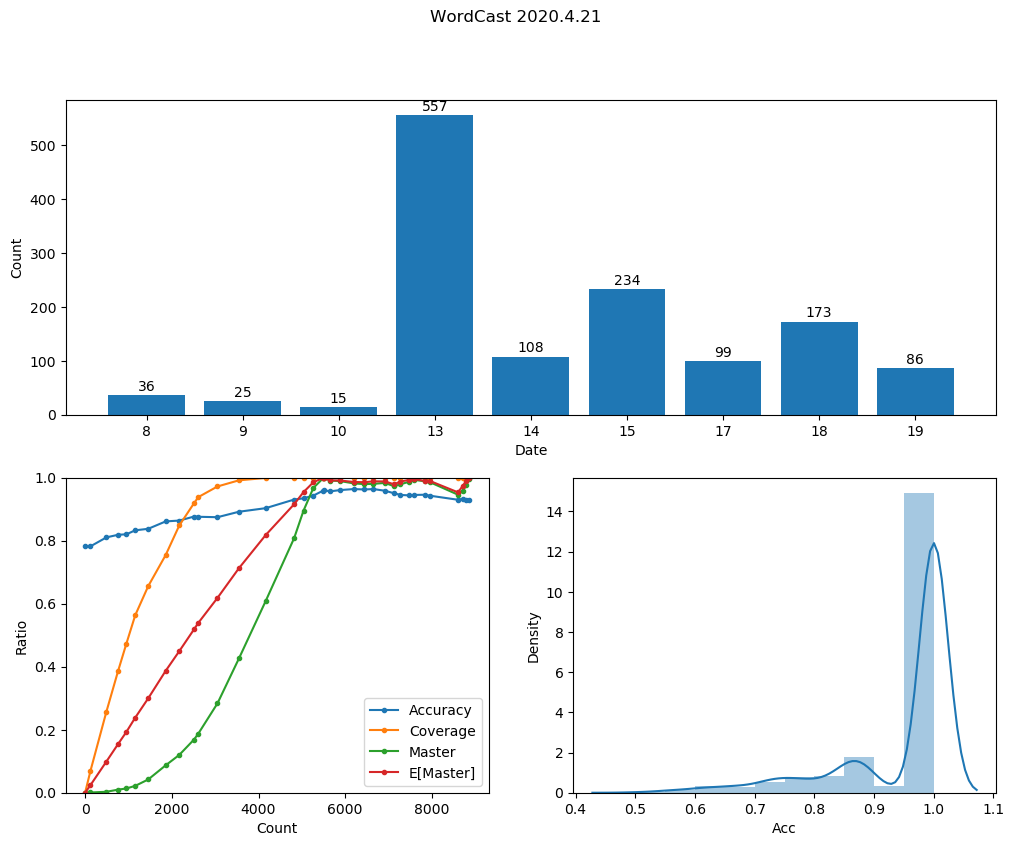 WordCast 2020.4.21
557
234
173
108
99
86
36
25
15
500
400
300
200
100
0
Count
8 9 10 13 14 15 17 18 19
Date
1.0
0.8
0.6
0.4
0.2
0.0
Ratio
Accuracy
Coverage
Master
E[Master]
0 2000 4000 6000 8000
Count
14
12
10
8
6
4
2
0
Density
0.4 0.5 0.6 0.7 0.8 0.9 1.0 1.1
Acc